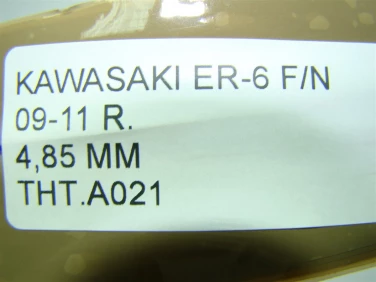 KAWASAKI ER-6 F/N
09-11 R.
4,85 MM
THT.A021